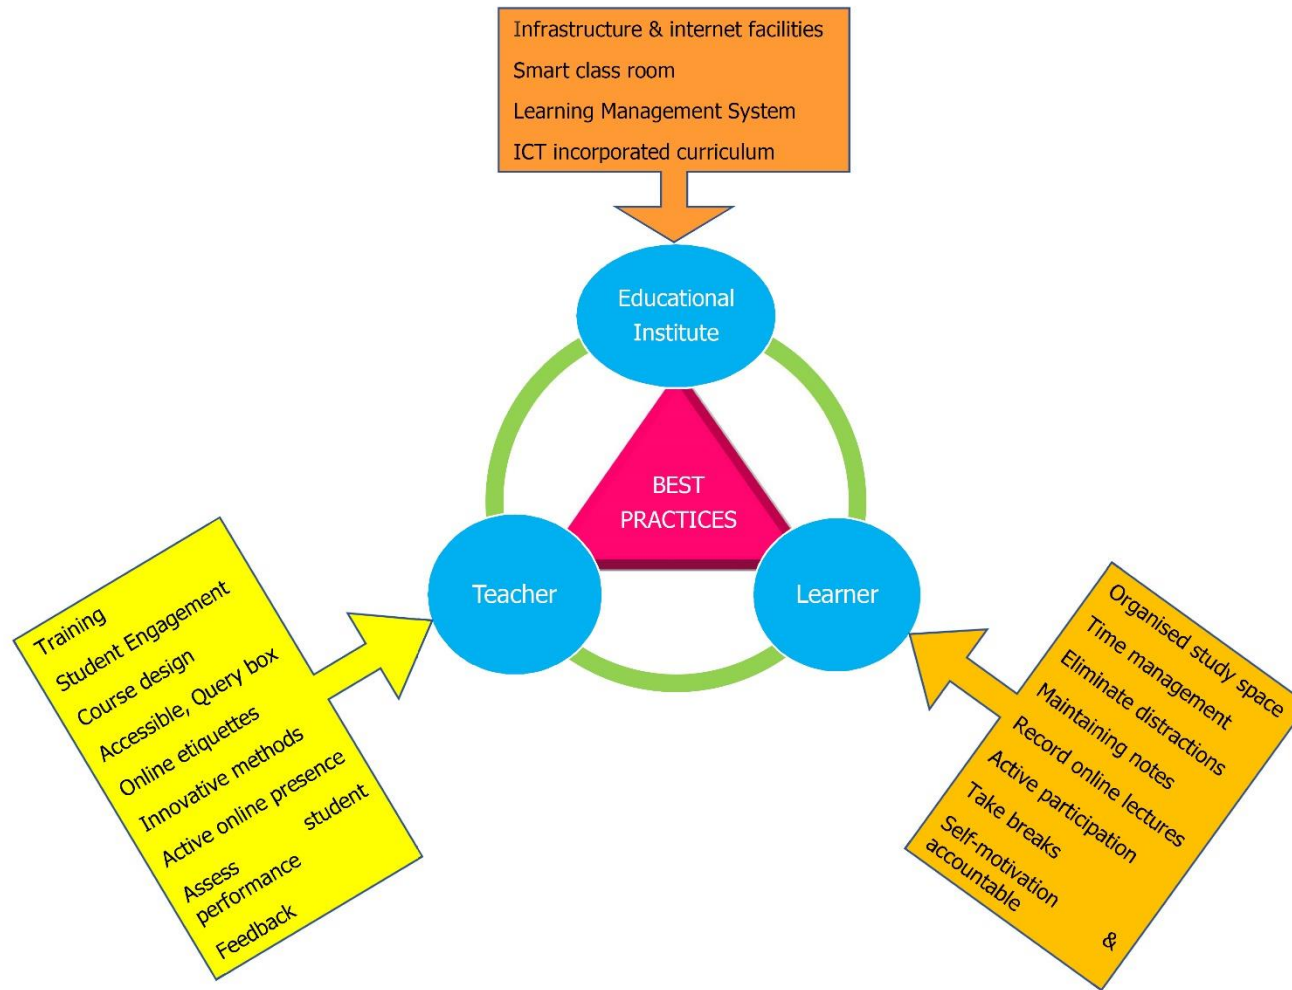 Infrastructure & internet facilities
Smart class room
Learning Management System
ICT incorporated curriculum
Educational
Institute
BEST
PRACTICES
Teacher
Learner
Training
Student Engagement
Course design
Accessible, Query box
Online etiquettes
Innovative methods
Active online presence
Assess student
performance
Feedback
Organised study space
Time management
Eliminate distractions
Maintaining notes
Record online lectures
Active participation
Take breaks
Self-motivation &
accountable